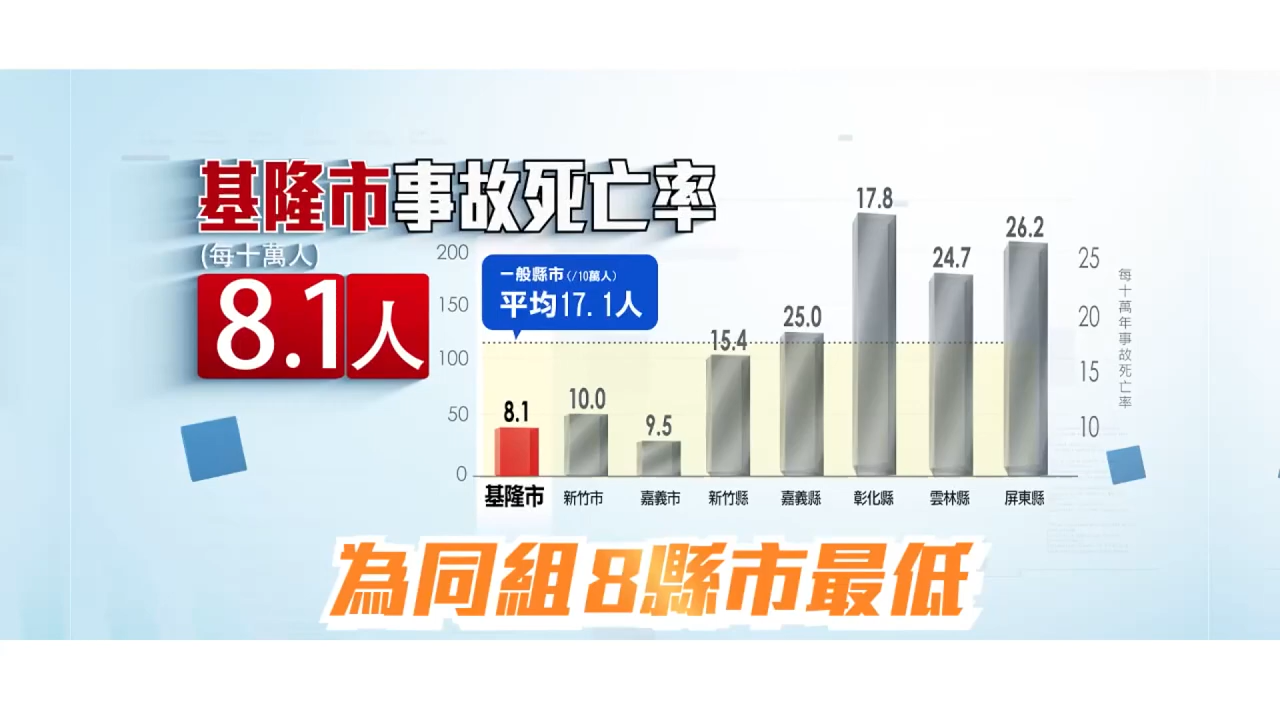 基隆市事故死亡率
(每十萬人)
8.1人
一般縣市(/10萬人)
平均17.1人
200
150
100
50
0
8.1
10.0
9.5
15.4
25.0
17.8
24.7
26.2
基隆市
新竹市
嘉義市
新竹縣
嘉義縣
彰化縣
雲林縣
屏東縣
25
20
15
10
每十萬年事故死亡率
為同組8縣市最低